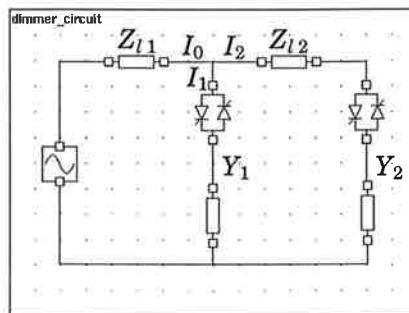 dimmer_circuit
Z_{l1} I_0 I_2 Z_{l2}
I_1
Y_1 Y_2